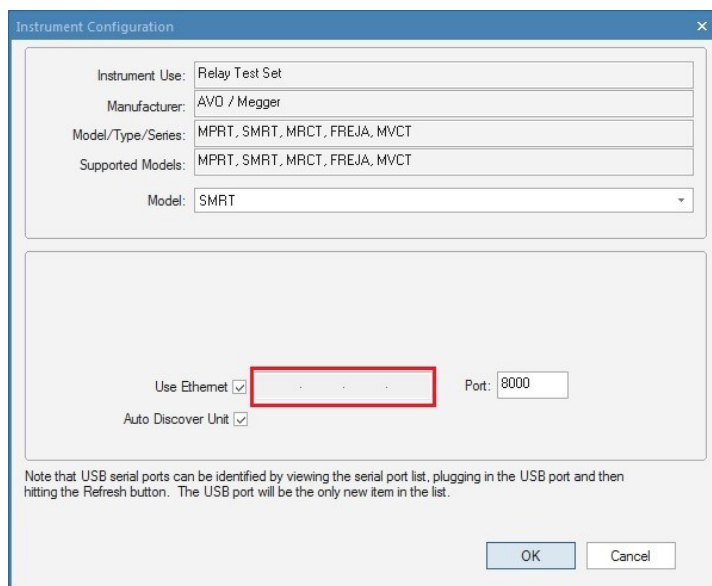 Instrument Configuration
Instrument Use: Relay Test Set
Manufacturer: AVO / Megger
Model/Type/Series: MPRT, SMRT, MRCT, FREJA, MVCT
Supported Models: MPRT, SMRT, MRCT, FREJA, MVCT
Model: SMRT
Use Ethernet . . . Port: 8000
Auto Discover Unit
Note that USB serial ports can be identified by viewing the serial port list, plugging in the USB port and then
hitting the Refresh button. The USB port will be the only new item in the list.
OK Cancel